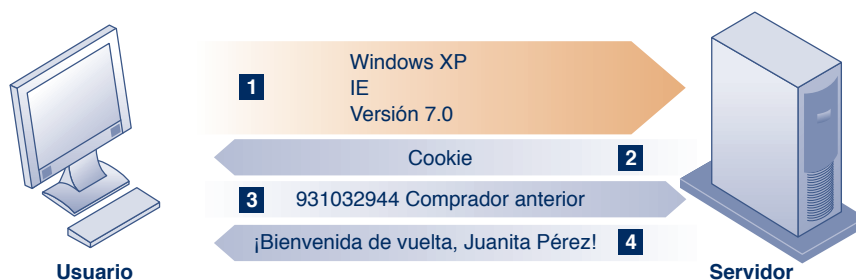 1
Windows XP
IE
Versión 7.0
Cookie 2
3 931032944 Comprador anterior
¡Bienvenida de vuelta, Juanita Pérez! 4
Usuario
Servidor